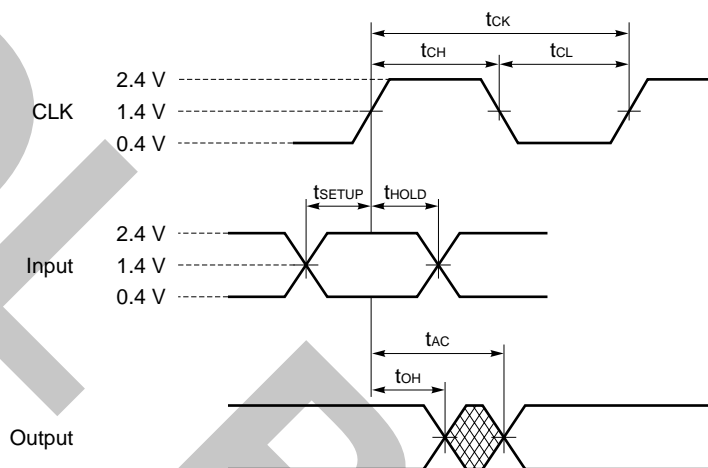 tCK
tCH tCL
2.4 V
CLK 1.4 V
0.4 V
tSETUP tHOLD
2.4 V
Input 1.4 V
0.4 V
tAC
tOH
Output